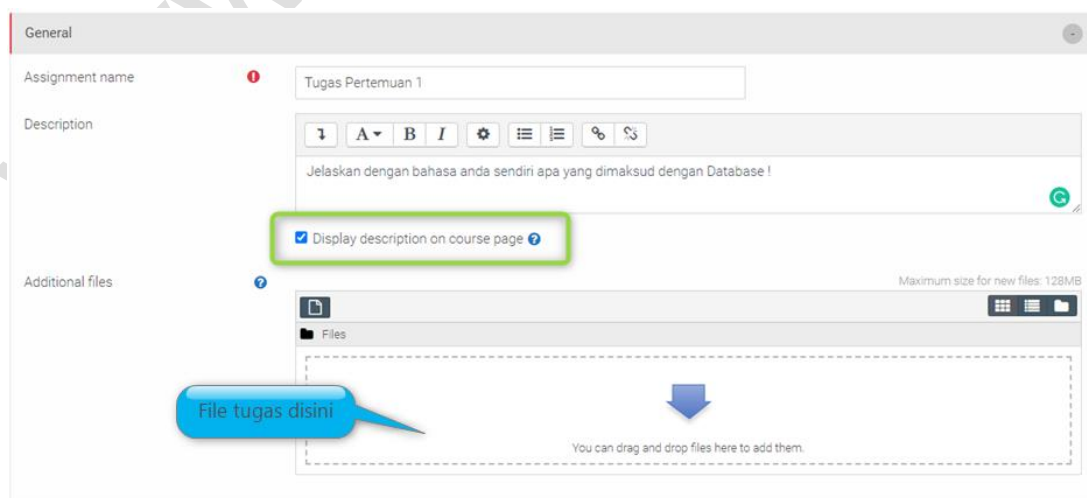 General
Assignment name
Tugas Pertemuan 1
Description
A B I
Jelaskan dengan bahasa anda sendiri apa yang dimaksud dengan Database !
Display description on course page
Additional files
Maximum size for new files: 128MB
Files
File tugas disini
You can drag and drop files here to add them.